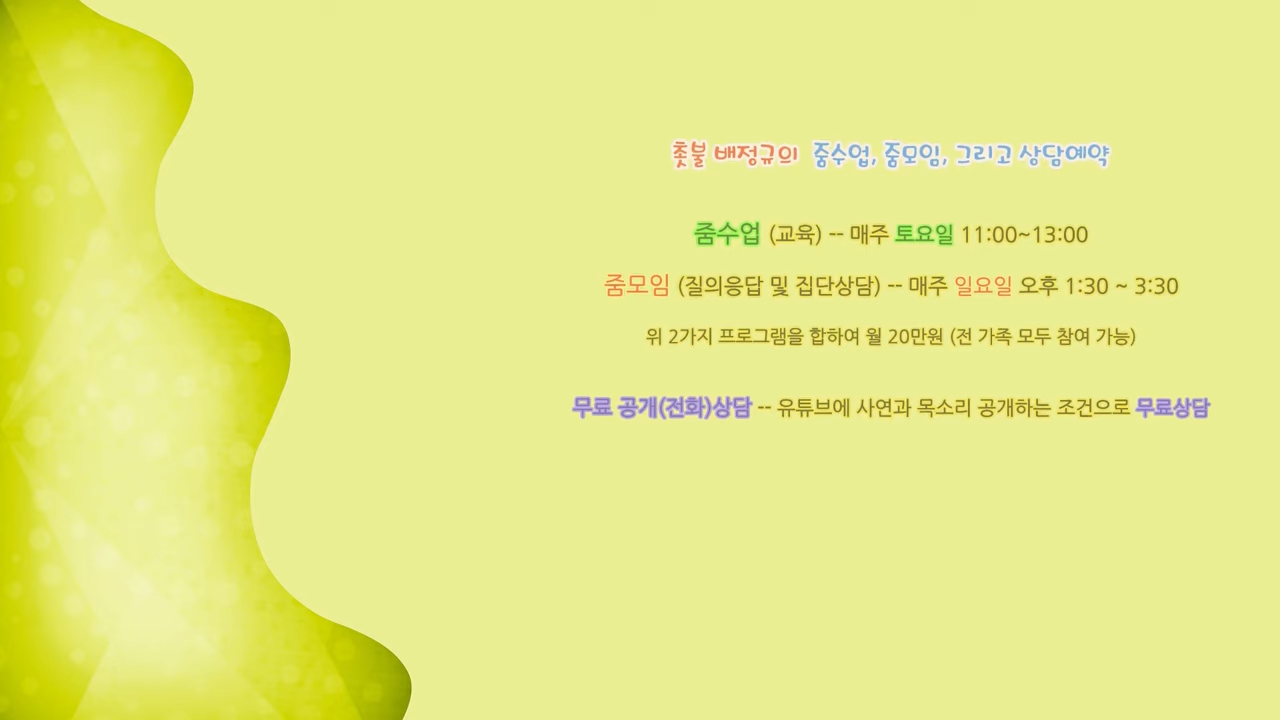 촛불 배정규의 줌수업, 줌모임, 그리고 상담예약
줌수업 (교육) -- 매주 토요일 11:00~13:00
줌모임 (질의응답 및 집단상담) -- 매주 일요일 오후 1:30 ~ 3:30
위 2가지 프로그램을 합하여 월 20만원 (전 가족 모두 참여 가능)
무료 공개(전화)상담 -- 유튜브에 사연과 목소리 공개하는 조건으로 무료상담